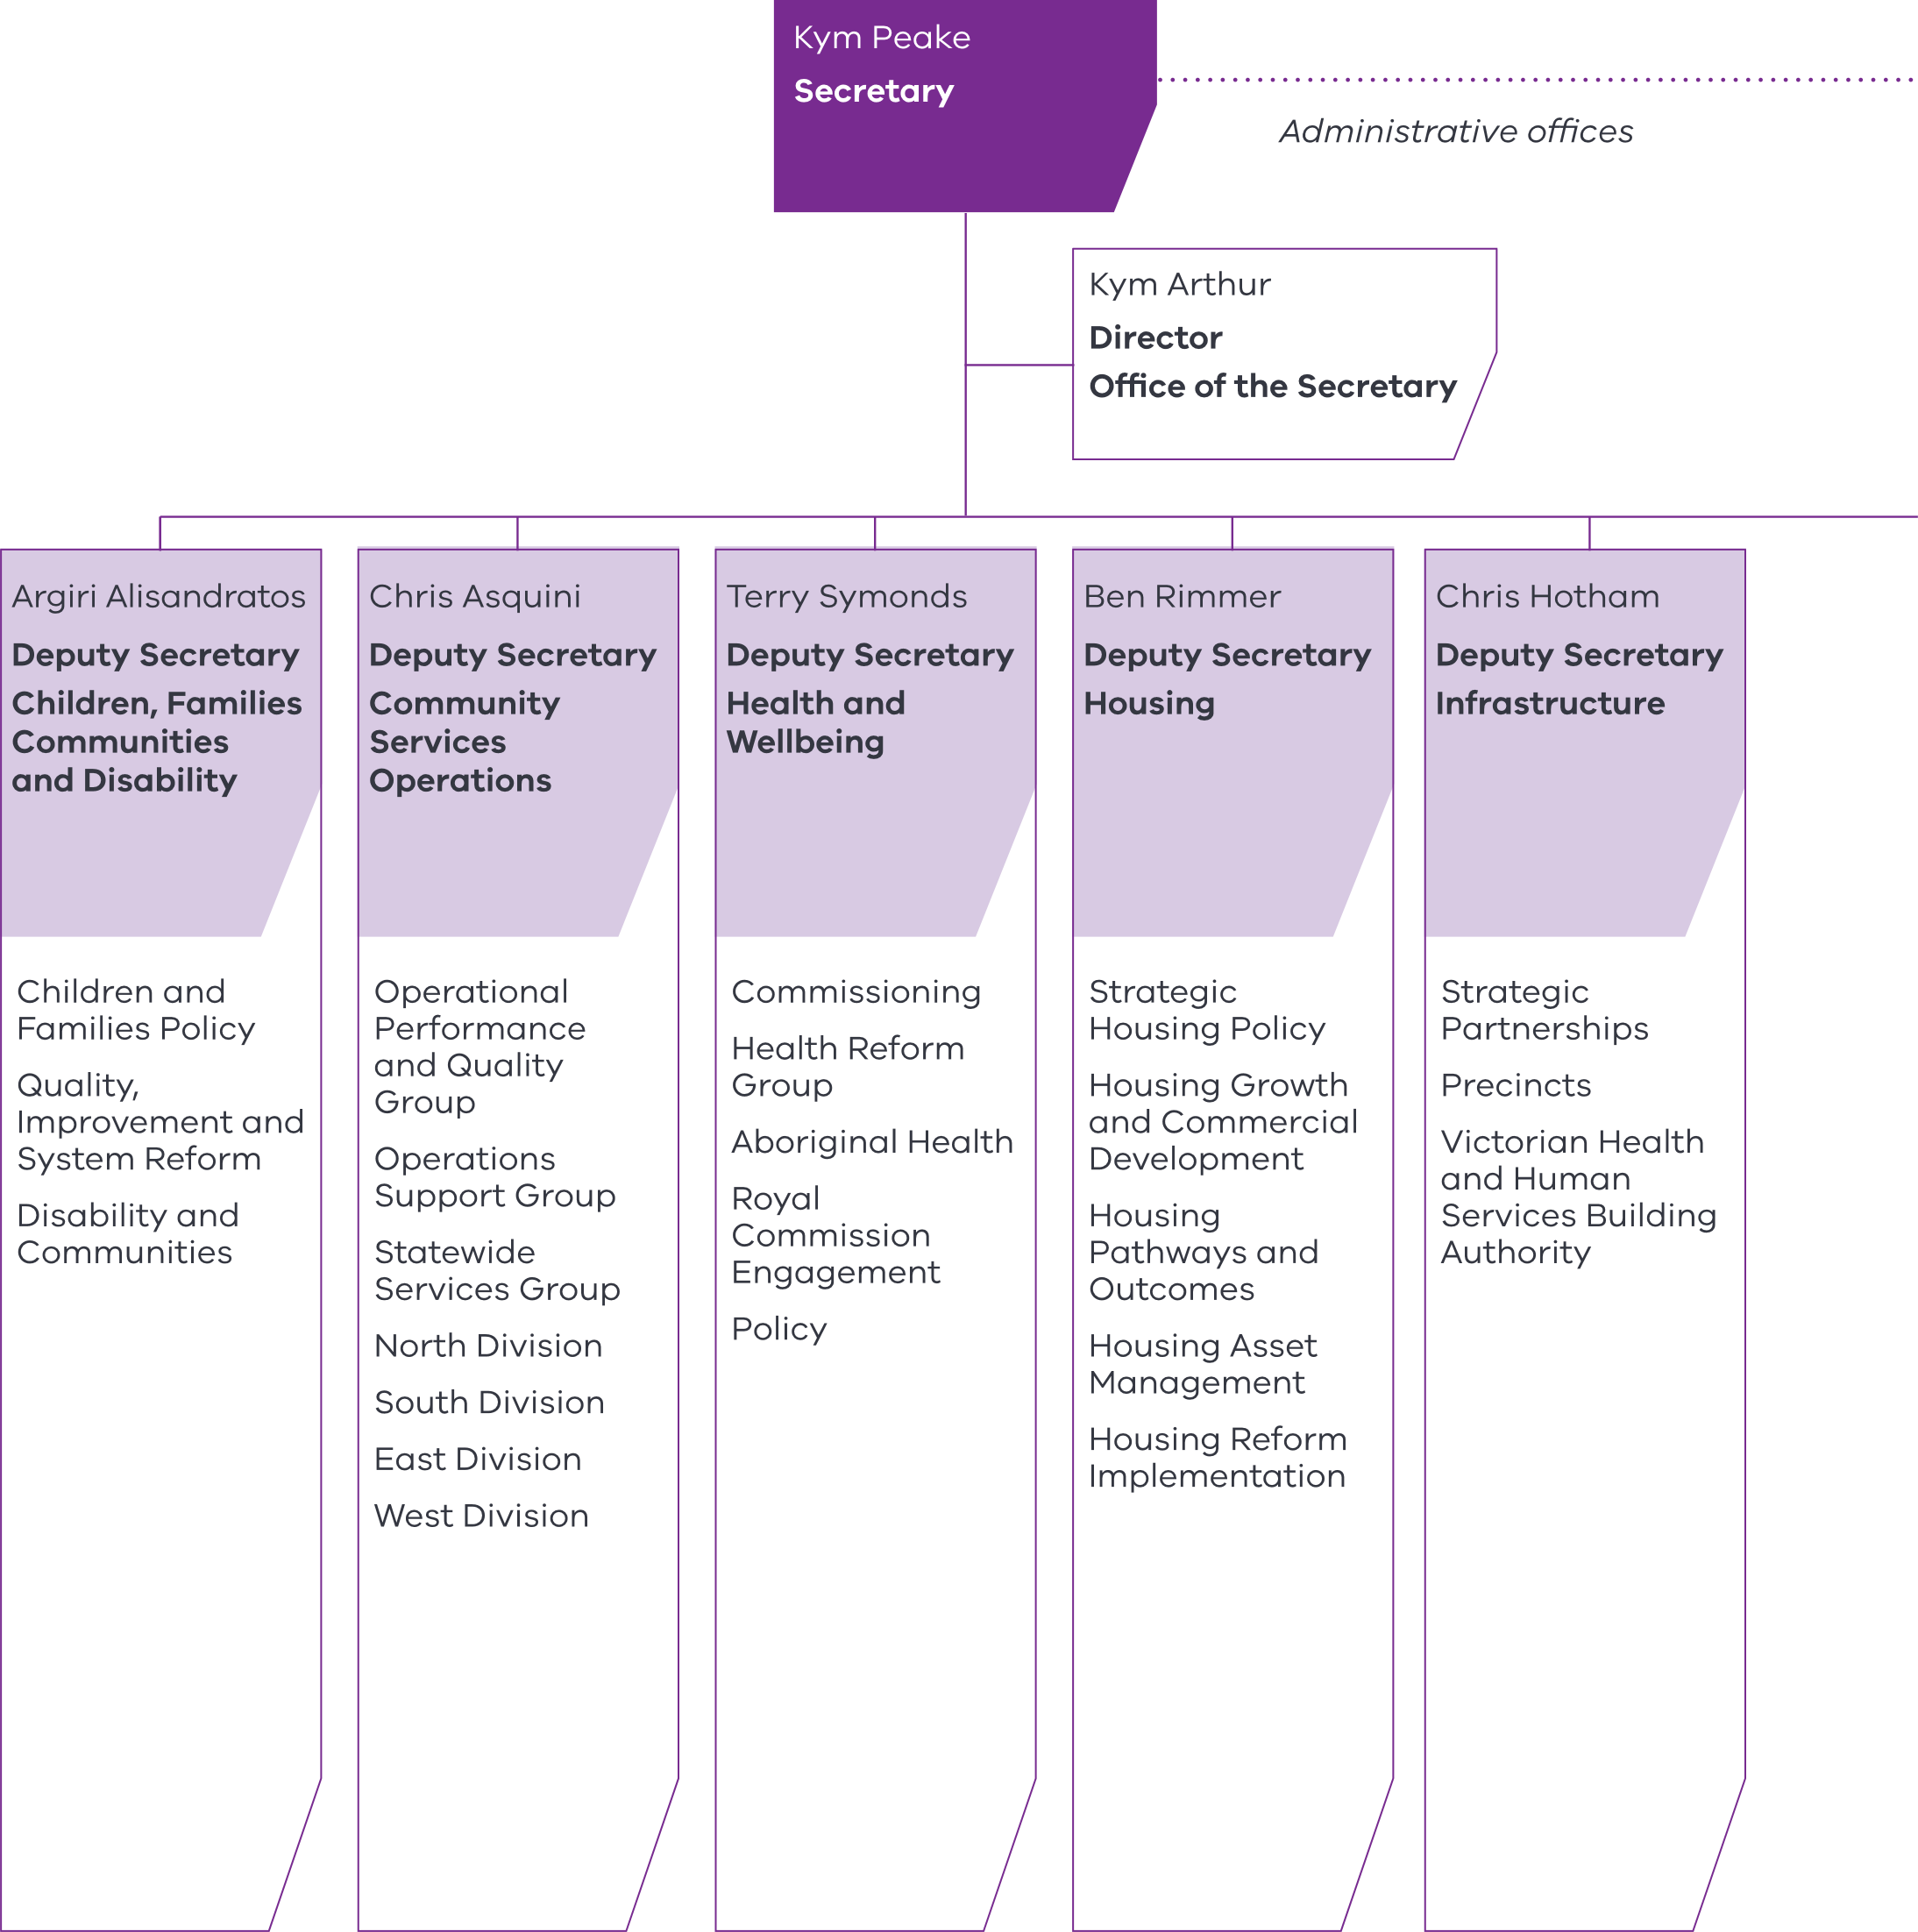 Kym Peake
Secretary
Administrative offices
Kym Arthur
Director
Office of the Secretary
Argiri Alisandratos
Deputy Secretary
Children, Families
Communities
and Disability
Children and
Families Policy
Quality,
Improvement and
System Reform
Disability and
Communities
Chris Asquini
Deputy Secretary
Community
Services
Operations
Operational
Performance
and Quality
Group
Operations
Support Group
Statewide
Services Group
North Division
South Division
East Division
West Division
Terry Symonds
Deputy Secretary
Health and
Wellbeing
Commissioning
Health Reform
Group
Aboriginal Health
Royal
Commission
Engagement
Policy
Ben Rimmer
Deputy Secretary
Housing
Strategic
Housing Policy
Housing Growth
and Commercial
Development
Housing
Pathways and
Outcomes
Housing Asset
Management
Housing Reform
Implementation
Chris Hotham
Deputy Secretary
Infrastructure
Strategic
Partnerships
Precincts
Victorian Health
and Human
Services Building
Authority